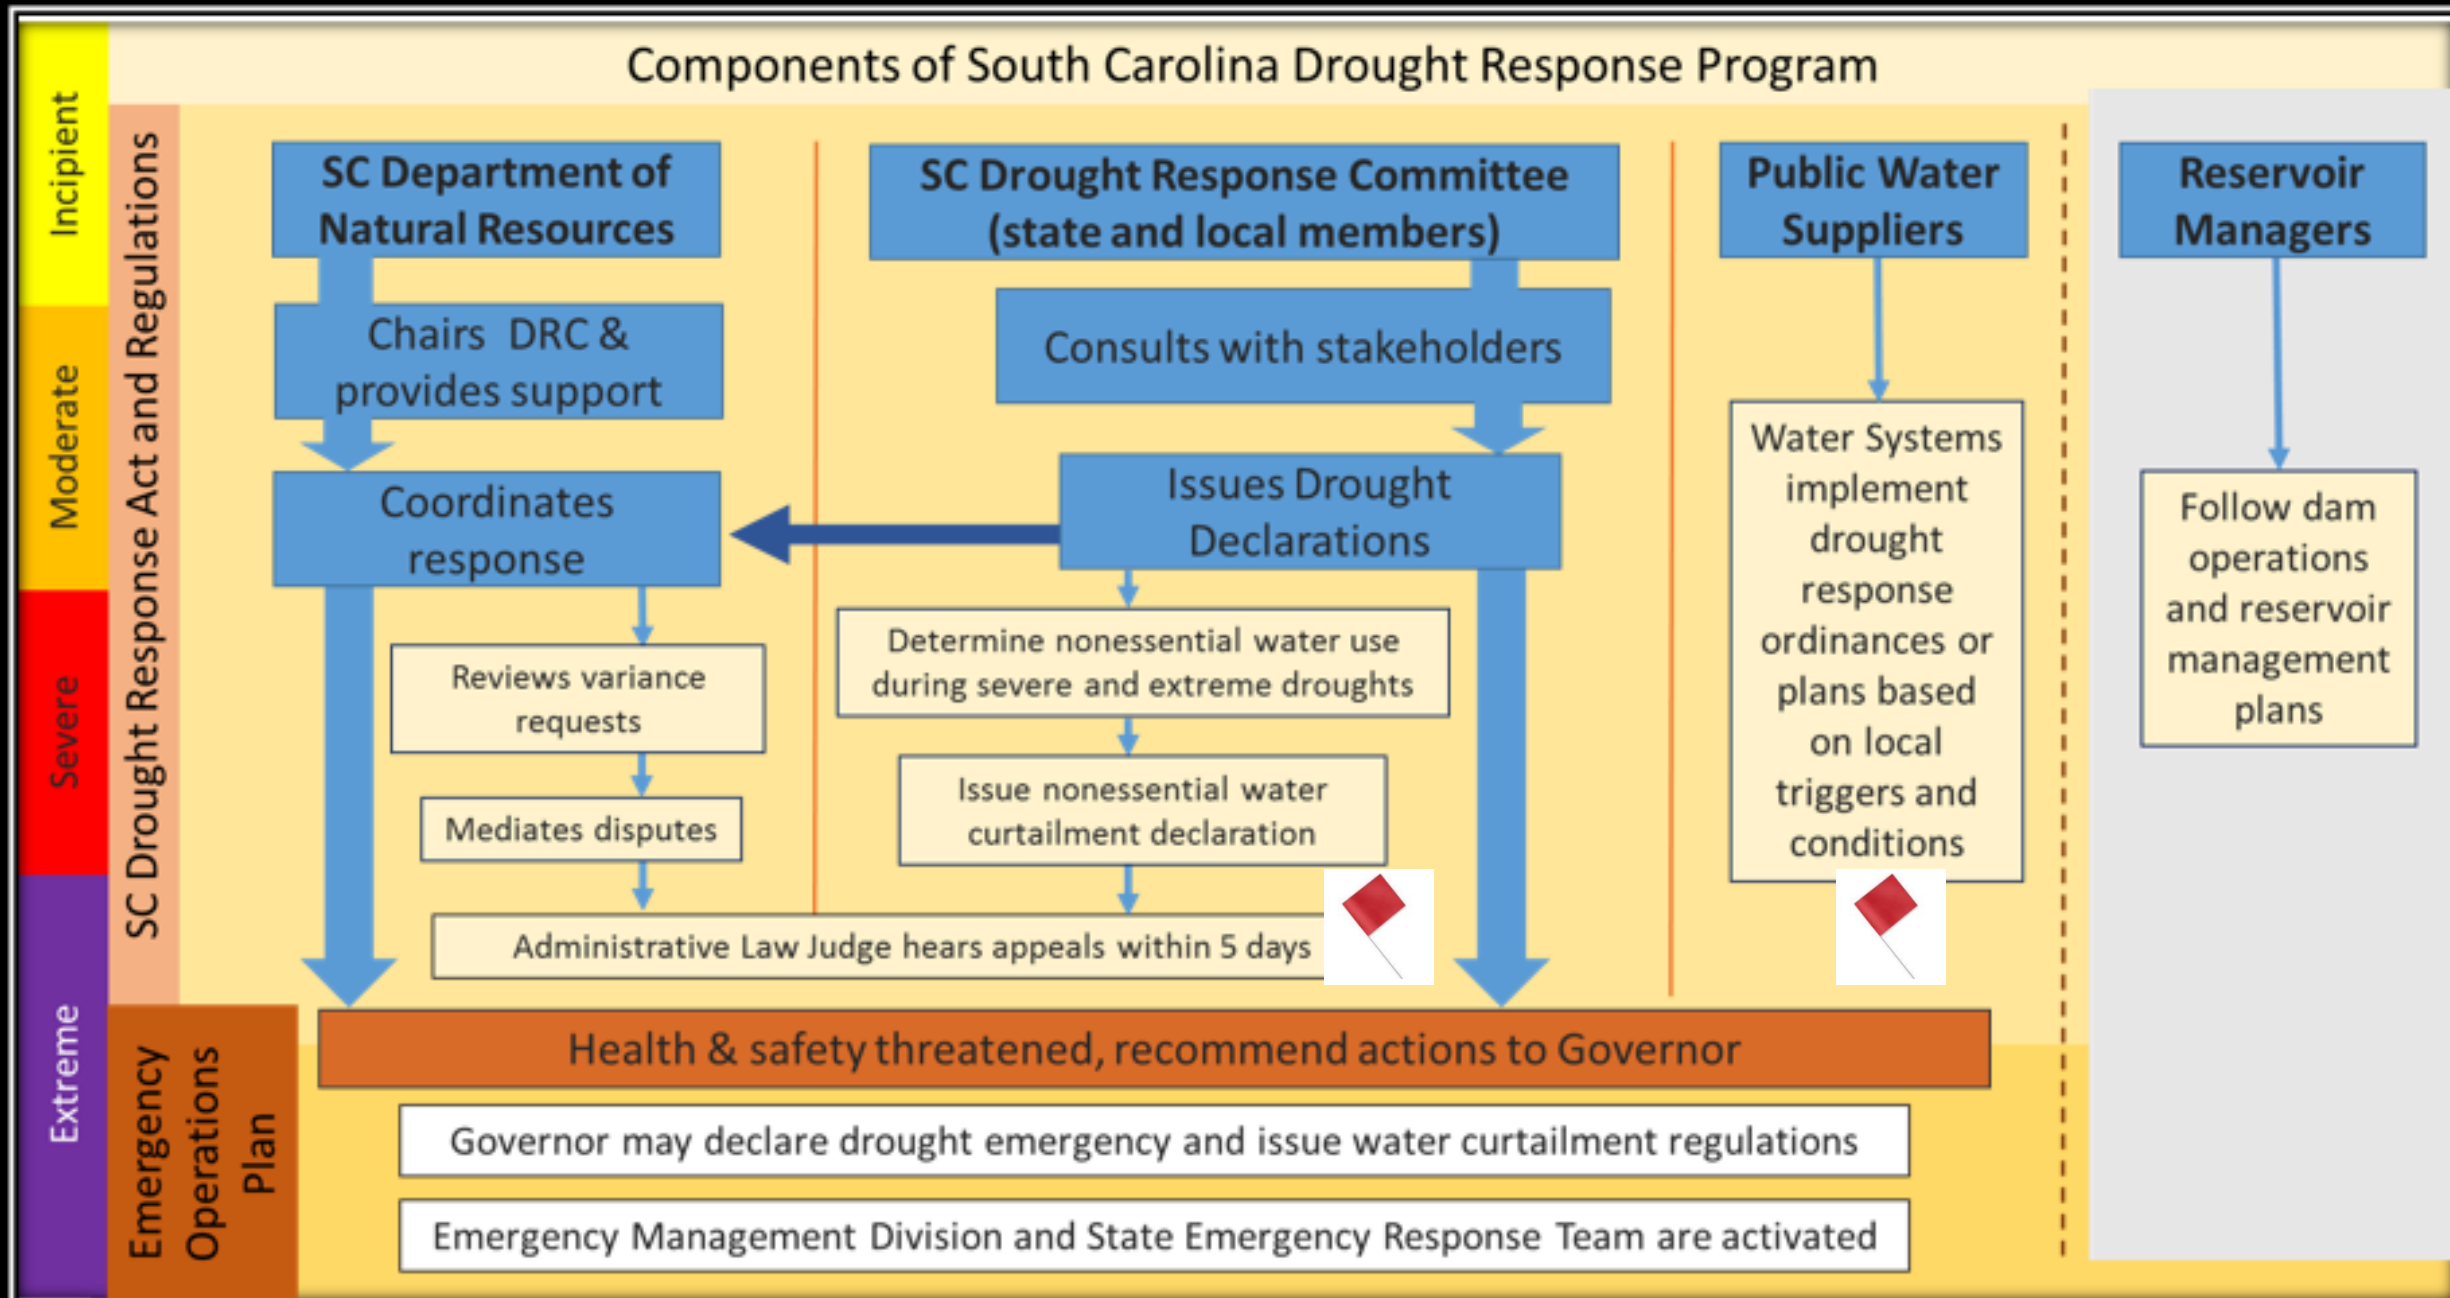 Components of South Carolina Drought Response Program
Incipient
Moderate
Severe
Extreme
SC Drought Response Act and Regulations
Emergency
Operations
Plan
SC Department of
Natural Resources
Chairs DRC &
provides support
Coordinates
response
Reviews variance
requests
Mediates disputes
SC Drought Response Committee
(state and local members)
Consults with stakeholders
Issues Drought
Declarations
Determine nonessential water use
during severe and extreme droughts
Issue nonessential water
curtailment declaration
Administrative Law Judge hears appeals within 5 days
Public Water
Suppliers
Water Systems
implement
drought
response
ordinances or
plans based
on local
triggers and
conditions
Reservoir
Managers
Follow dam
operations
and reservoir
management
plans
Health & safety threatened, recommend actions to Governor
Governor may declare drought emergency and issue water curtailment regulations
Emergency Management Division and State Emergency Response Team are activated